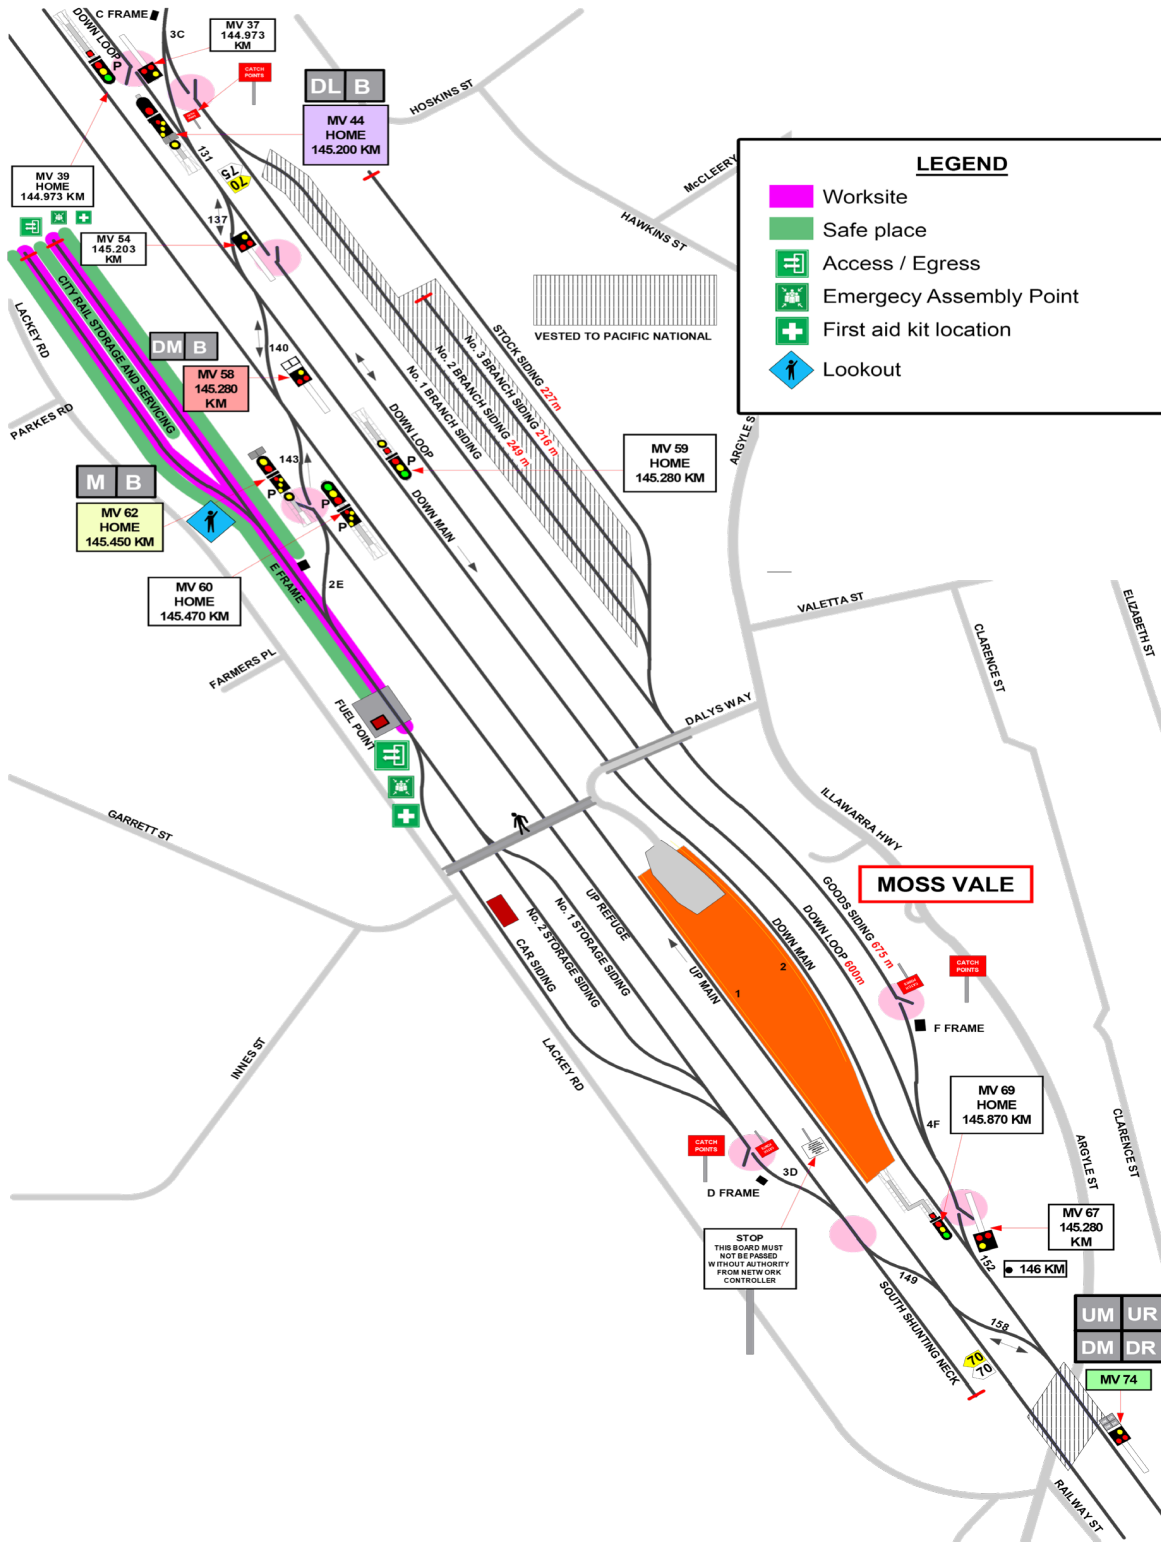 C FRAME
DOWN LOOP
3C
MV 37
144.973
KM
P
CATCH
POINTS
DL B
MV 44
HOME
145.200 KM
HOSKINS ST
McCLEERY
HAWKINS ST
LEGEND
Worksite
Safe place
Access / Egress
Emergecy Assembly Point
First aid kit location
Lookout
131
75
70
MV 39
HOME
144.973 KM
137
MV 54
145.203
KM
VESTED TO PACIFIC NATIONAL
CITY RAIL STORAGE AND SERVICING
LACKEY RD
PARKES RD
DM B
MV 58
145.280
KM
140
STOCK SIDING 227m
No. 3 BRANCH SIDING 216 m
No. 2 BRANCH SIDING 249 m
No. 1 BRANCH SIDING
DOWN LOOP
DOWN MAIN
P
MV 59
HOME
145.280 KM
ARGYLE S
M B
MV 62
HOME
145.450 KM
143
P
P
P
MV 60
HOME
145.470 KM
E FRAME
2E
FARMERS PL
FUEL POINT
VALETTA ST
CLARENCE ST
ELIZABETH ST
DALYS WAY
GARRETT ST
ILLAWARRA HWY
MOSS VALE
UP REFUGE
No. 1 STORAGE SIDING
No. 2 STORAGE SIDING
CAR SIDING
UP MAIN
1
2
DOWN MAIN
DOWN LOOP 600m
GOODS SIDING 675 m
CATCH
POINTS
F FRAME
INNES ST
LACKEY RD
MV 69
HOME
145.870 KM
4F
CATCH
POINTS
3D
D FRAME
ARGYLE ST
CLARENCE ST
STOP
THIS BOARD MUST
NOT BE PASSED
WITHOUT AUTHORITY
FROM NETWORK
CONTROLLER
MV 67
145.280
KM
152
146 KM
149
158
SOUTH SHUNTING NECK
70
70
UM UR
DM DR
MV 74
RAILWAY ST